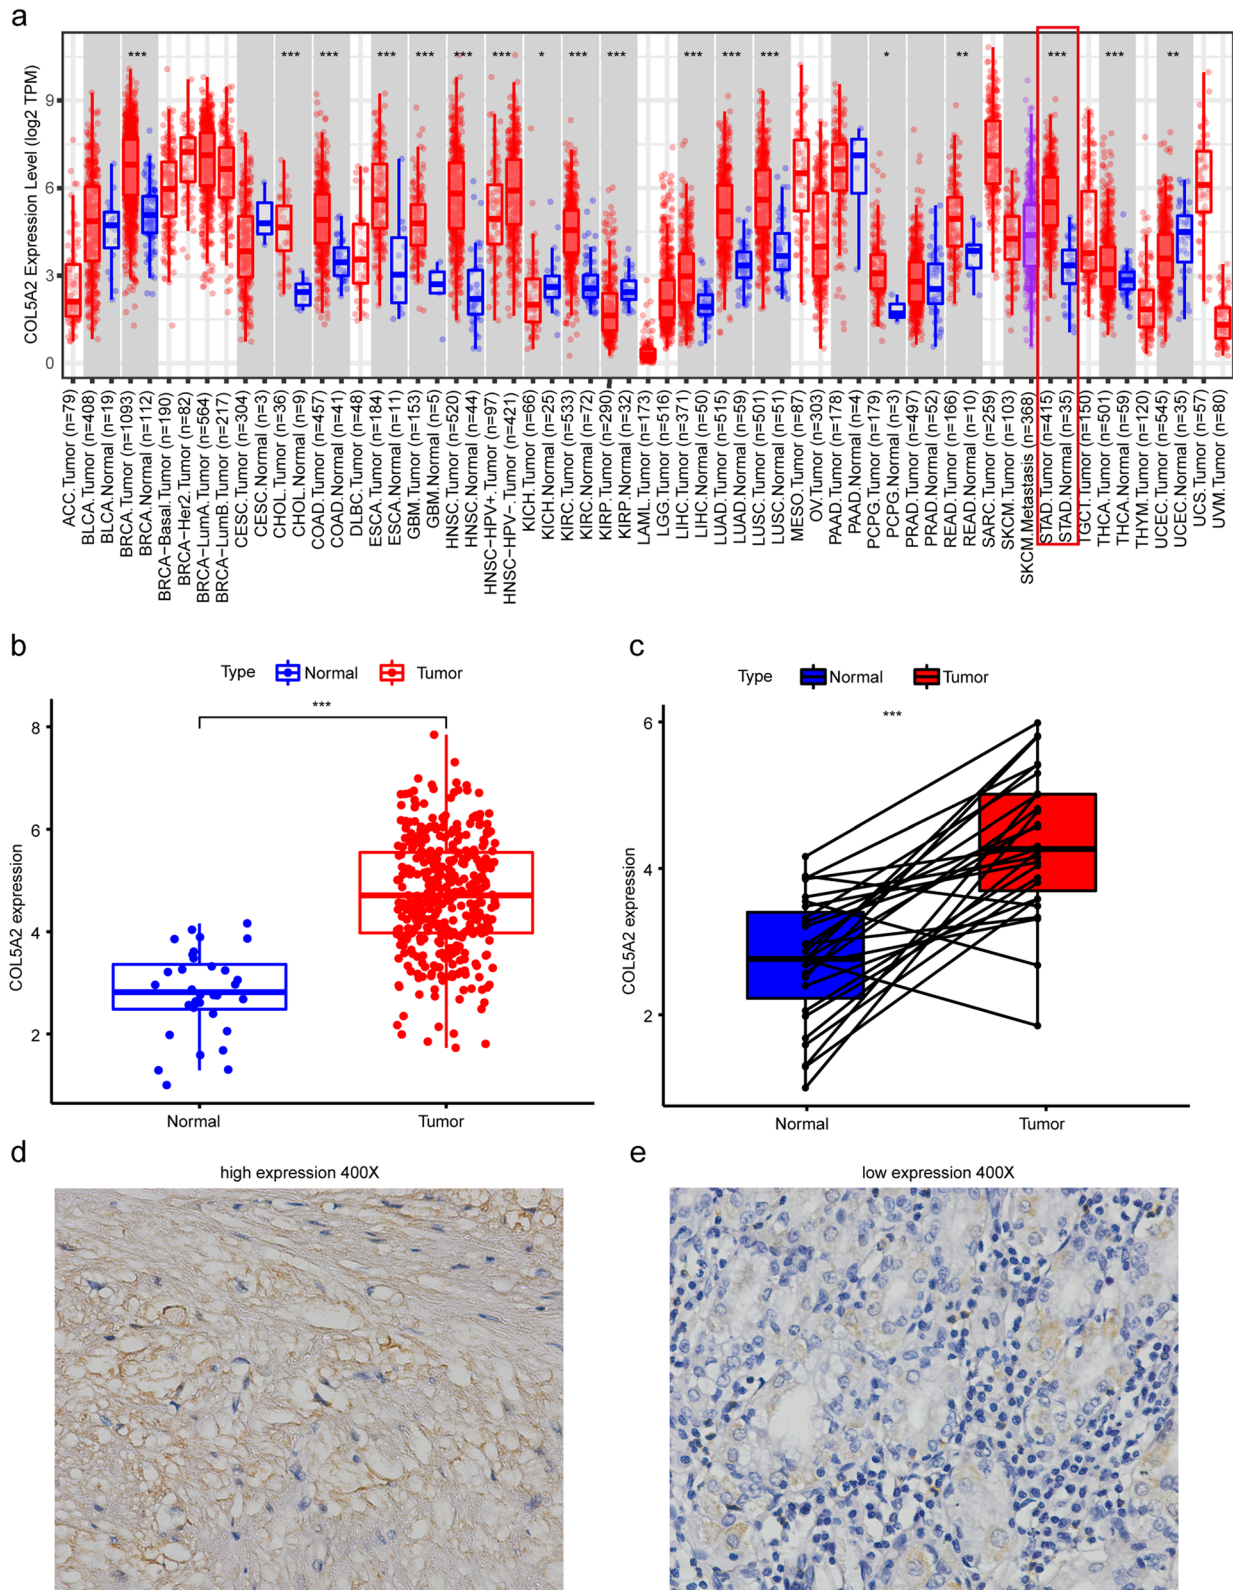 a
*** *** *** *** *** *** *** * *** *** *** *** *** * ** *** *** **
COL5A2 Expression Level (log2 TPM)
9
6
3
0
ACC.Tumor (n=79)
BLCA.Tumor (n=408)
BLCA.Normal (n=19)
BRCA.Tumor (n=1093)
BRCA.Normal (n=112)
BRCA-Basal.Tumor (n=190)
BRCA-Her2.Tumor (n=82)
BRCA-LumA.Tumor (n=564)
BRCA-LumB.Tumor (n=217)
CESC.Tumor (n=304)
CESC.Normal (n=3)
CHOL.Tumor (n=36)
CHOL.Normal (n=9)
COAD.Tumor (n=457)
COAD.Normal (n=41)
DLBC.Tumor (n=48)
ESCA.Tumor (n=184)
ESCA.Normal (n=11)
GBM.Tumor (n=153)
GBM.Normal (n=5)
HNSC.Tumor (n=520)
HNSC.Normal (n=44)
HNSC-HPV+.Tumor (n=97)
HNSC-HPV-.Tumor (n=421)
KICH.Tumor (n=66)
KICH.Normal (n=25)
KIRC.Tumor (n=533)
KIRC.Normal (n=72)
KIRP.Tumor (n=290)
KIRP.Normal (n=32)
LAML.Tumor (n=173)
LGG.Tumor (n=516)
LIHC.Tumor (n=371)
LIHC.Normal (n=50)
LUAD.Tumor (n=515)
LUAD.Normal (n=59)
LUSC.Tumor (n=501)
LUSC.Normal (n=51)
MESO.Tumor (n=87)
OV.Tumor (n=303)
PAAD.Tumor (n=178)
PAAD.Normal (n=4)
PCPG.Tumor (n=179)
PCPG.Normal (n=3)
PRAD.Tumor (n=497)
PRAD.Normal (n=52)
READ.Tumor (n=166)
READ.Normal (n=10)
SARC.Tumor (n=259)
SKCM.Tumor (n=103)
SKCM.Metastasis (n=368)
STAD.Tumor (n=415)
STAD.Normal (n=35)
TGCT.Tumor (n=150)
THCA.Tumor (n=501)
THCA.Normal (n=59)
THYM.Tumor (n=120)
UCEC.Tumor (n=545)
UCEC.Normal (n=35)
UCS.Tumor (n=57)
UVM.Tumor (n=80)
b
Type Normal Tumor
***
COL5A2 expression
8
6
4
2
Normal Tumor
c
Type Normal Tumor
***
COL5A2 expression
6
4
2
Normal Tumor
d
high expression 400X
e
low expression 400X